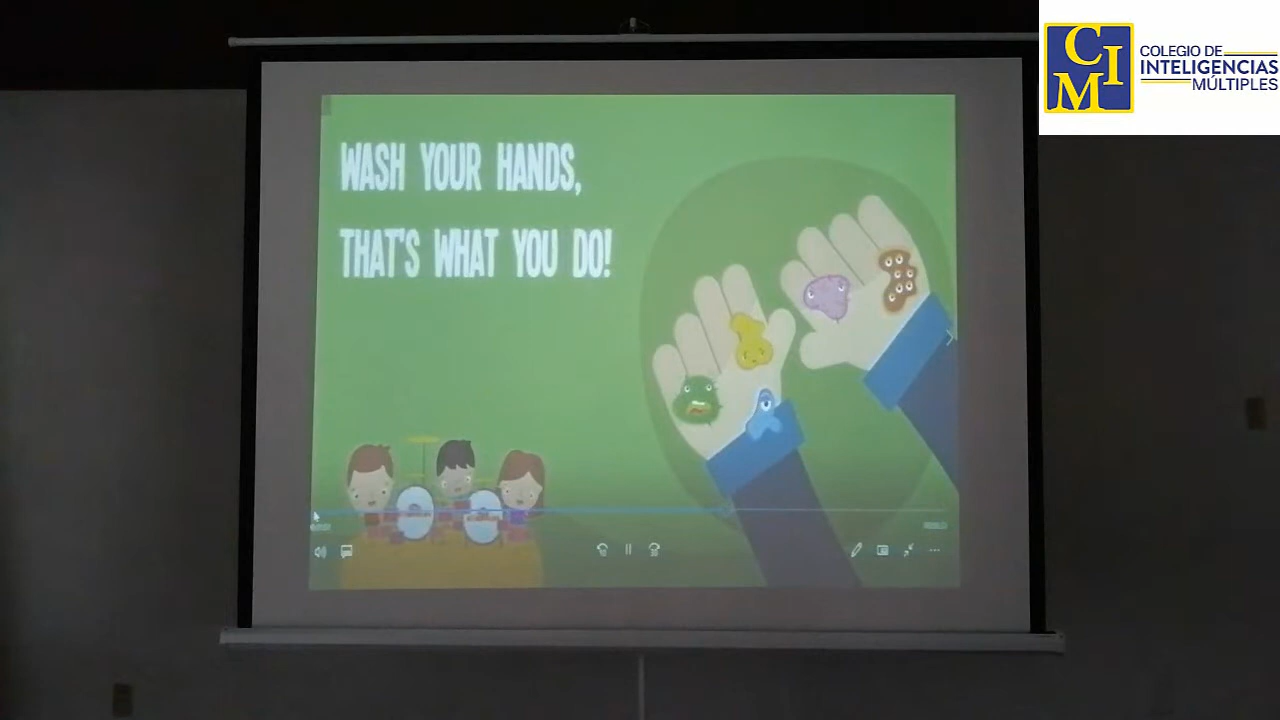 WASH YOUR HANDS,
THAT'S WHAT YOU DO!
CIM
COLEGIO DE
INTELIGENCIAS
MÚLTIPLES